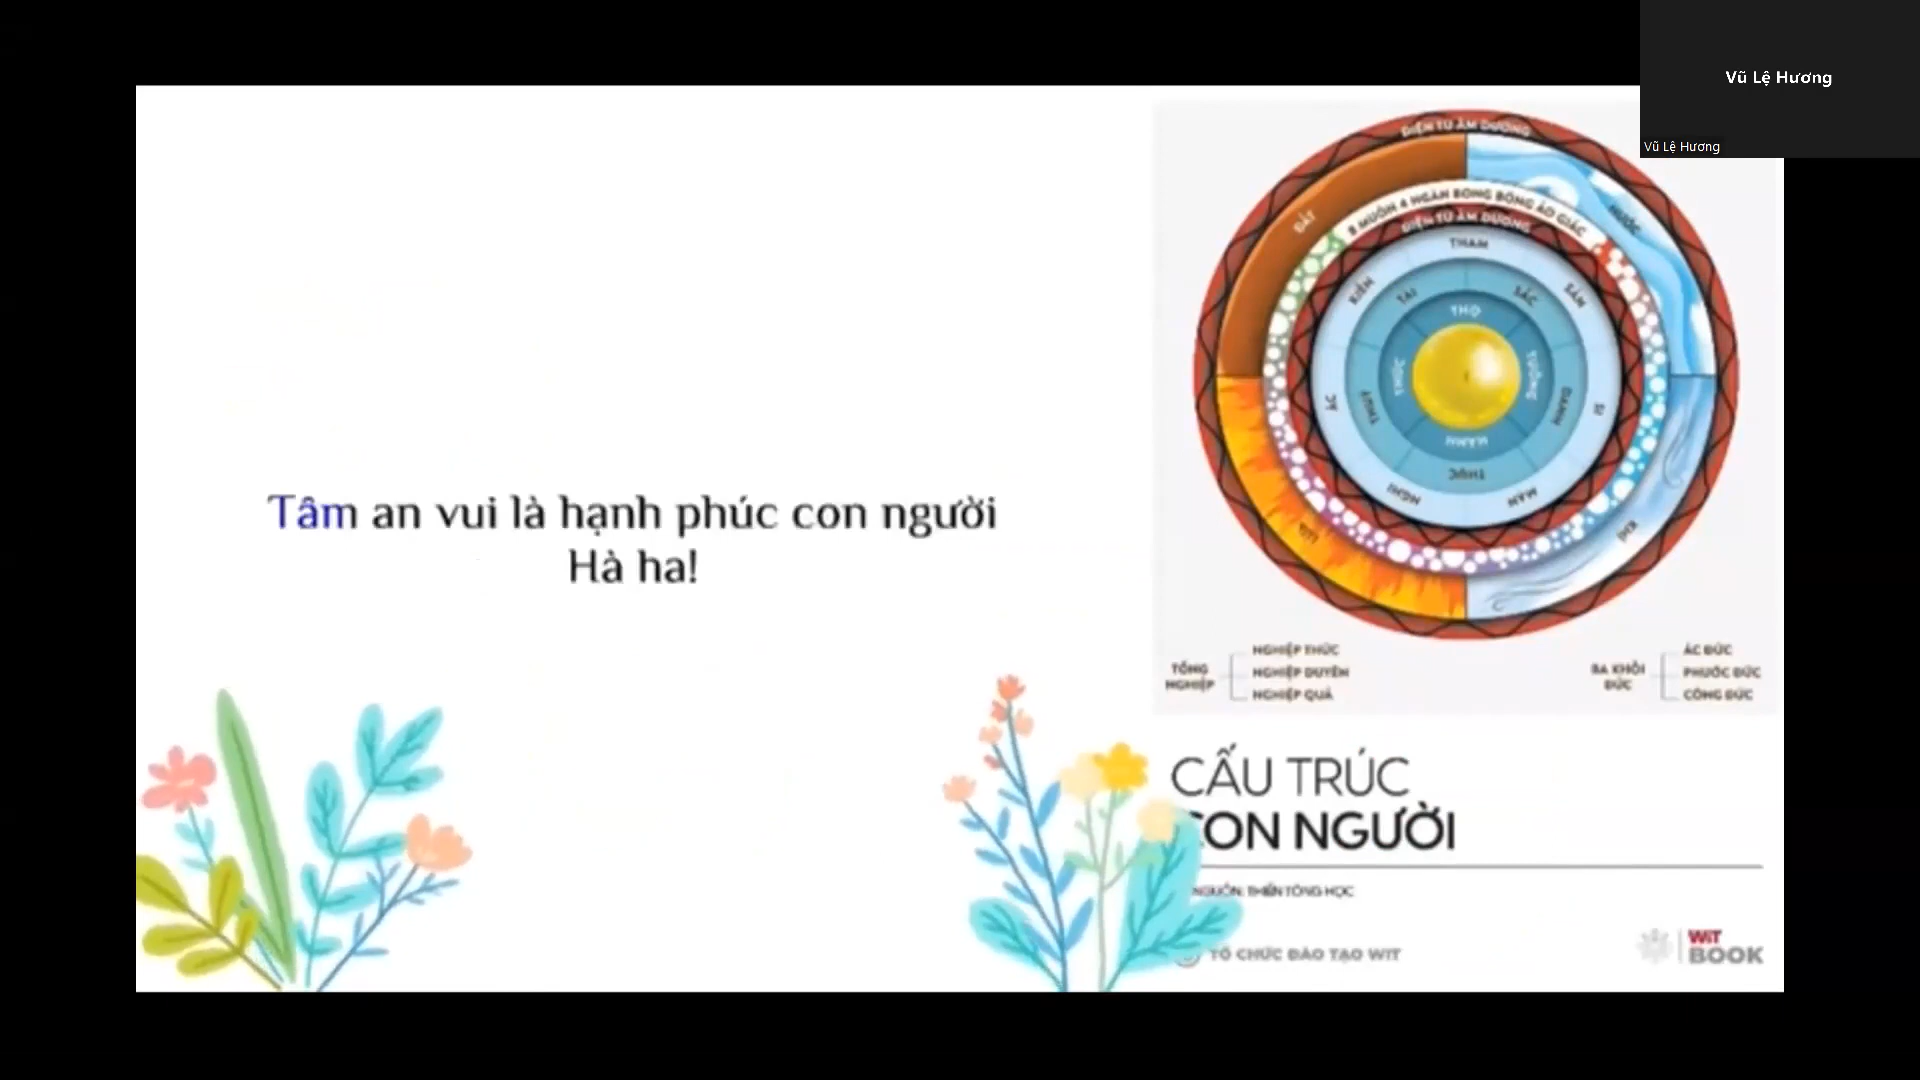 Vũ Lệ Hương
Vũ Lệ Hương
Tâm an vui là hạnh phúc con người
Hà ha!
ĐIỆN TỪ ÂM DƯƠNG
ĐẤT
NƯỚC
8 MUÔN 4 NGÀN BONG BÓNG ẢO GIÁC
ĐIỆN TỪ ÂM DƯƠNG
THAM
KIẾN
SÂN
TÀI
SẮC
THỌ
TƯỞNG
THỨC
HÀNH
DANH
THÙY
THỰC
SI
MẠN
NGHI
LỬA
KHÍ
TỔNG
NGHIỆP
NGHIỆP THỨC
NGHIỆP DUYÊN
NGHIỆP QUẢ
BA KHỐI
ĐỨC
ÁC ĐỨC
PHƯỚC ĐỨC
CÔNG ĐỨC
CẤU TRÚC
CON NGƯỜI
NGUỒN: THIỀN TÔNG HỌC
TỔ CHỨC ĐÀO TẠO WIT
WIT
BOOK